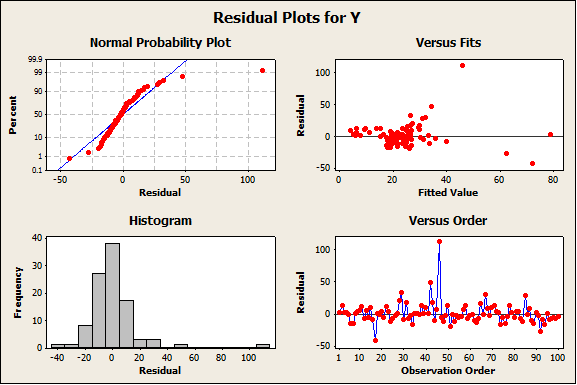 Residual Plots for Y
Normal Probability Plot
99.9
99
90
50
10
1
0.1
Percent
-50 0 50 100
Residual
Versus Fits
100
50
0
-50
Residual
0 20 40 60 80
Fitted Value
Histogram
40
30
20
10
0
Frequency
-40 -20 0 20 40 60 80 100
Residual
Versus Order
100
50
0
-50
Residual
1 10 20 30 40 50 60 70 80 90 100
Observation Order